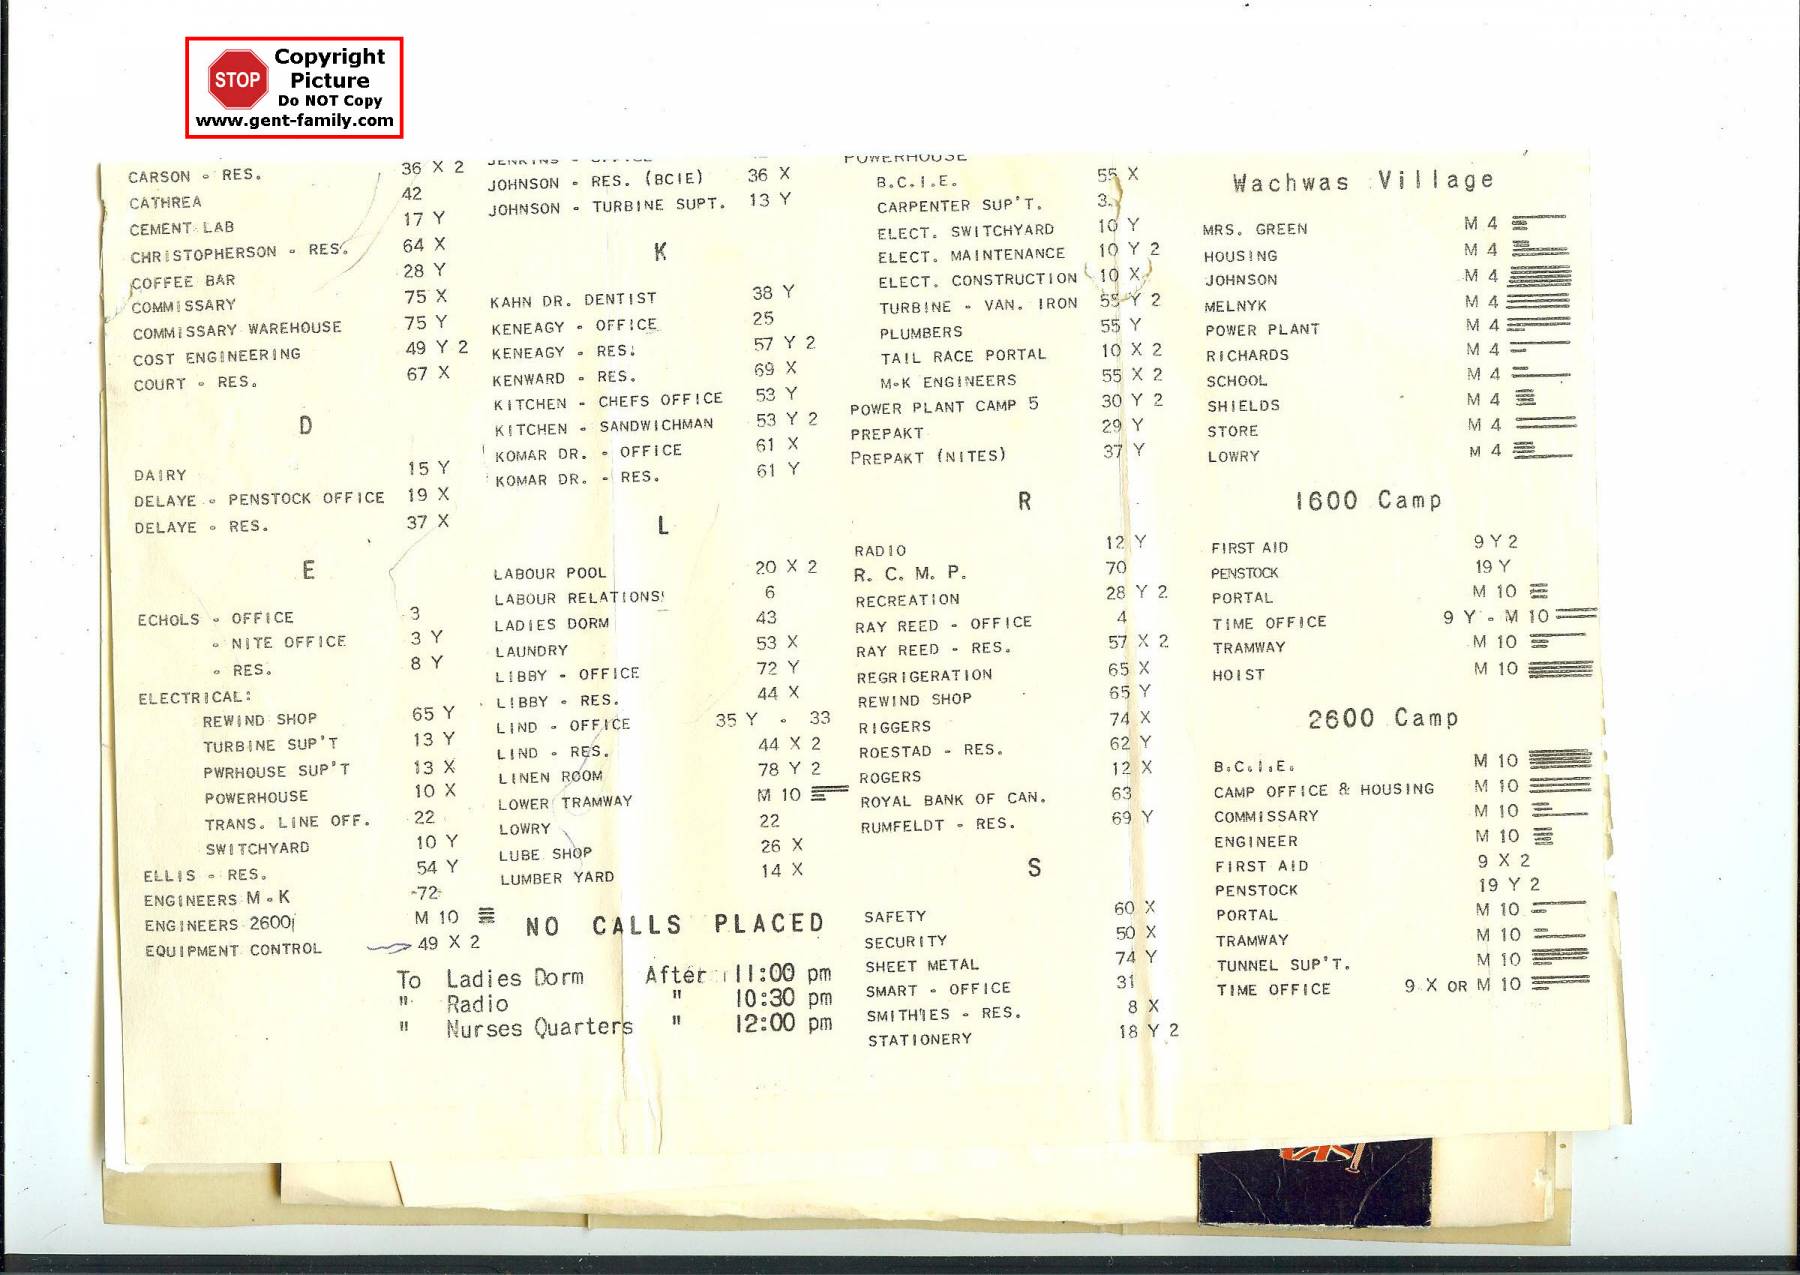 Copyright
Picture
Do NOT Copy
www.gent-family.com
STOP
CARSON - RES. 36 X 2
CATHREA 42
CEMENT LAB 17 Y
CHRISTOPHERSON - RES. 64 X
COFFEE BAR 28 Y
COMMISSARY 75 X
COMMISSARY WAREHOUSE 75 Y
COST ENGINEERING 49 Y 2
COURT - RES. 67 X
D
DAIRY 15 Y
DELAYE - PENSTOCK OFFICE 19 X
DELAYE - RES. 37 X
E
ECHOLS - OFFICE 3
- NITE OFFICE 3 Y
- RES. 8 Y
ELECTRICAL:
REWIND SHOP 65 Y
TURBINE SUP'T 13 Y
PWRHOUSE SUP'T 13 X
POWERHOUSE 10 X
TRANS. LINE OFF. 22
SWITCHYARD 10 Y
ELLIS - RES. 54 Y
ENGINEERS M-K 72
ENGINEERS 2600 M 10
EQUIPMENT CONTROL 49 X 2
JENKINS - OFFICE
JOHNSON - RES. (BCIE) 36 X
JOHNSON - TURBINE SUPT. 13 Y
K
KAHN DR. DENTIST 38 Y
KENEAGY - OFFICE 25
KENEAGY - RES. 57 Y 2
KENWARD - RES. 69 X
KITCHEN - CHEFS OFFICE 53 Y
KITCHEN - SANDWICHMAN 53 Y 2
KOMAR DR. - OFFICE 61 X
KOMAR DR. - RES. 61 Y
L
LABOUR POOL 20 X 2
LABOUR RELATIONS 6
LADIES DORM 43
LAUNDRY 53 X
LIBBY - OFFICE 72 Y
LIBBY - RES. 44 X
LIND - OFFICE 35 Y - 33
LIND - RES. 44 X 2
LINEN ROOM 78 Y 2
LOWER TRAMWAY M 10
LOWRY 22
LUBE SHOP 26 X
LUMBER YARD 14 X
NO CALLS PLACED
To Ladies Dorm After 11:00 pm
" Radio " 10:30 pm
" Nurses Quarters " 12:00 pm
POWERHOUSE
B.C.I.E. 55 X
CARPENTER SUP'T. 3
ELECT. SWITCHYARD 10 Y
ELECT. MAINTENANCE 10 Y 2
ELECT. CONSTRUCTION 10 X
TURBINE - VAN. IRON 55 Y 2
PLUMBERS 55 Y
TAIL RACE PORTAL 10 X 2
M-K ENGINEERS 55 X 2
POWER PLANT CAMP 5 30 Y 2
PREPAKT 29 Y
PREPAKT (NITES) 37 Y
R
RADIO 12 Y
R. C. M. P. 70
RECREATION 28 Y 2
RAY REED - OFFICE 4
RAY REED - RES. 57 X 2
REGRIGERATION 65 X
REWIND SHOP 65 Y
RIGGERS 74 X
ROESTAD - RES. 62 Y
ROGERS 12 X
ROYAL BANK OF CAN. 63
RUMFELDT - RES. 69 Y
S
SAFETY 60 X
SECURITY 50 X
SHEET METAL 74 Y
SMART - OFFICE 31
SMITHIES - RES. 8 X
STATIONERY 18 Y 2
Wachwas Village
MRS. GREEN M 4
HOUSING M 4
JOHNSON M 4
MELNYK M 4
POWER PLANT M 4
RICHARDS M 4
SCHOOL M 4
SHIELDS M 4
STORE M 4
LOWRY M 4
1600 Camp
FIRST AID 9 Y 2
PENSTOCK 19 Y
PORTAL M 10
TIME OFFICE 9 Y - M 10
TRAMWAY M 10
HOIST M 10
2600 Camp
B.C.I.E. M 10
CAMP OFFICE & HOUSING M 10
COMMISSARY M 10
ENGINEER M 10
FIRST AID 9 X 2
PENSTOCK 19 Y 2
PORTAL M 10
TRAMWAY M 10
TUNNEL SUP'T. M 10
TIME OFFICE 9 X OR M 10